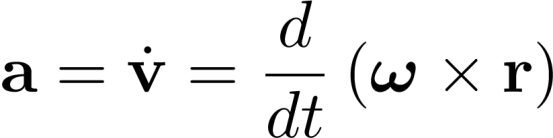 𝐚 = 𝐯̇ = d/dt (𝛚 × 𝐫)